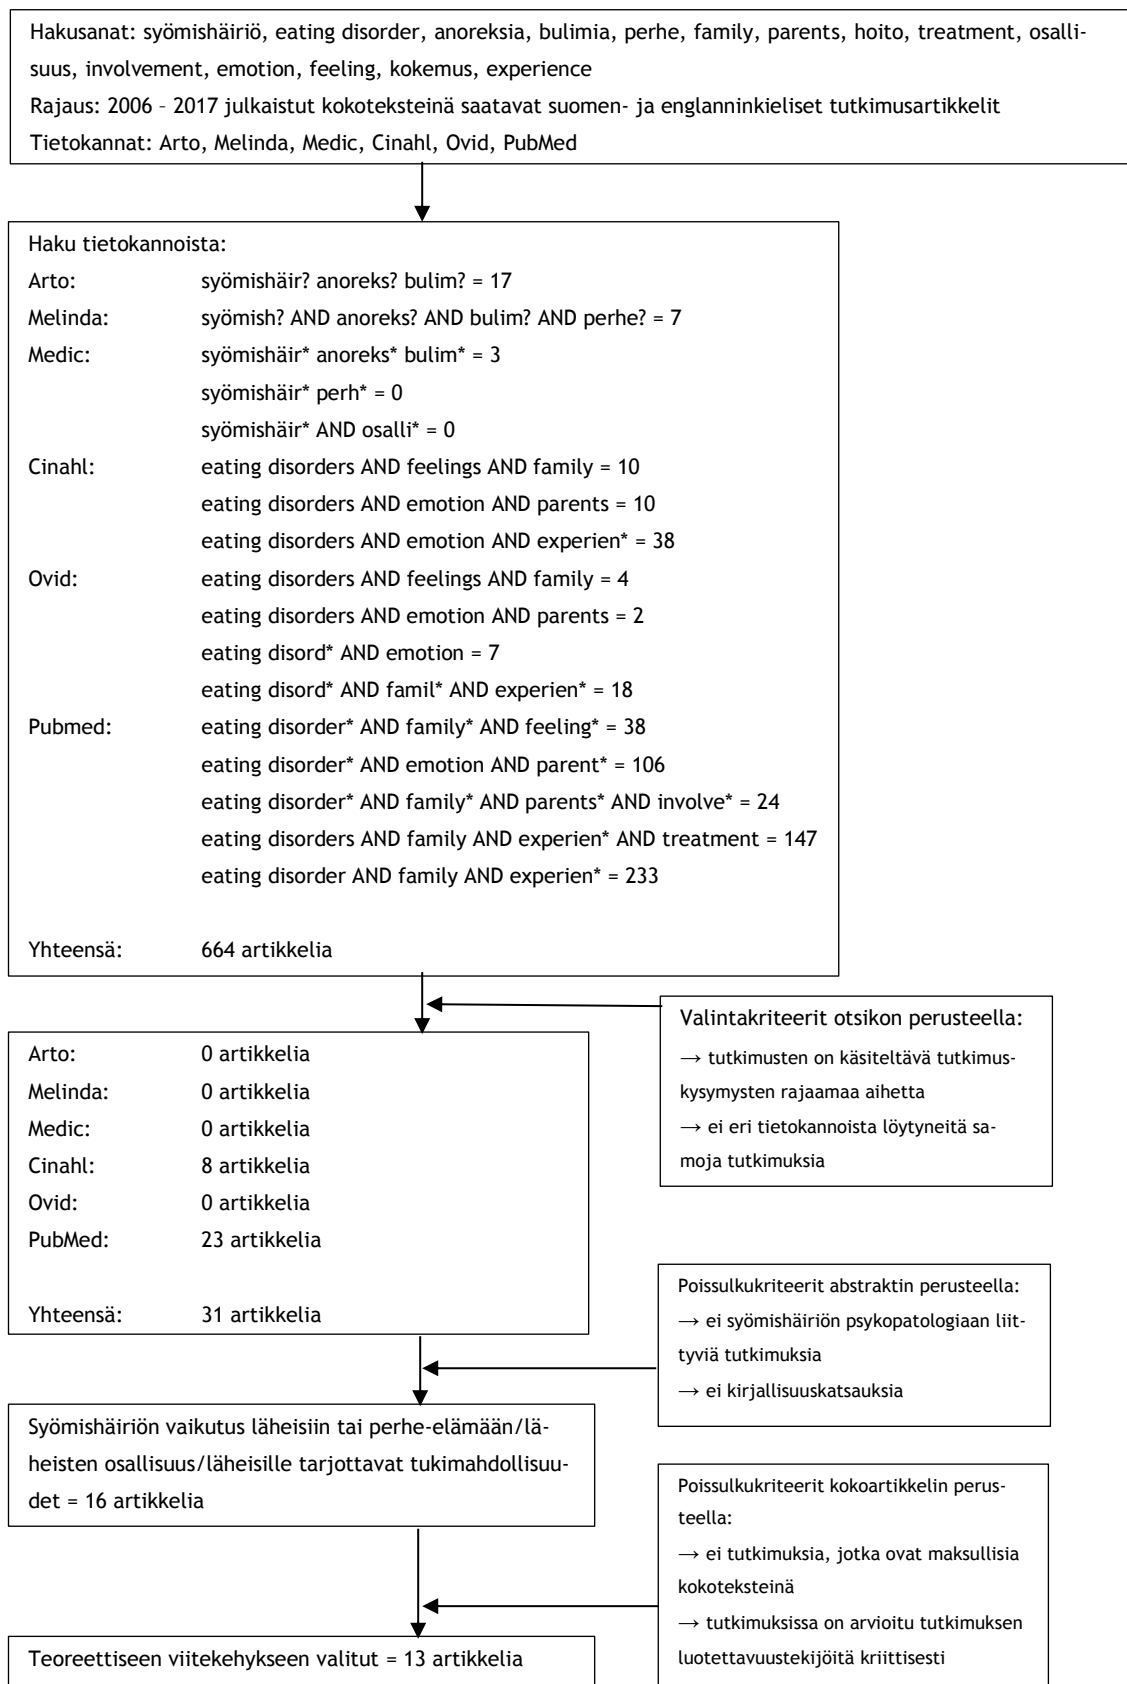 Hakusanat: syömishäiriö, eating disorder, anoreksia, bulimia, perhe, family, parents, hoito, treatment, osalli-
suus, involvement, emotion, feeling, kokemus, experience
Rajaus: 2006 – 2017 julkaistut kokoteksteinä saatavat suomen- ja englanninkieliset tutkimusartikkelit
Tietokannat: Arto, Melinda, Medic, Cinahl, Ovid, PubMed
Haku tietokannoista:
Arto: syömishäir? anoreks? bulim? = 17
Melinda: syömish? AND anoreks? AND bulim? AND perhe? = 7
Medic: syömishäir* anoreks* bulim* = 3
syömishäir* perh* = 0
syömishäir* AND osalli* = 0
Cinahl: eating disorders AND feelings AND family = 10
eating disorders AND emotion AND parents = 10
eating disorders AND emotion AND experien* = 38
Ovid: eating disorders AND feelings AND family = 4
eating disorders AND emotion AND parents = 2
eating disord* AND emotion = 7
eating disord* AND famil* AND experien* = 18
Pubmed: eating disorder* AND family* AND feeling* = 38
eating disorder* AND emotion AND parent* = 106
eating disorder* AND family* AND parents* AND involve* = 24
eating disorders AND family AND experien* AND treatment = 147
eating disorder AND family AND experien* = 233
Yhteensä: 664 artikkelia
Valintakriteerit otsikon perusteella:
→ tutkimusten on käsiteltävä tutkimus-
kysymysten rajaamaa aihetta
→ ei eri tietokannoista löytyneitä sa-
moja tutkimuksia
Arto: 0 artikkelia
Melinda: 0 artikkelia
Medic: 0 artikkelia
Cinahl: 8 artikkelia
Ovid: 0 artikkelia
PubMed: 23 artikkelia
Yhteensä: 31 artikkelia
Poissulkukriteerit abstraktin perusteella:
→ ei syömishäiriön psykopatologiaan liit-
tyviä tutkimuksia
→ ei kirjallisuuskatsauksia
Syömishäiriön vaikutus läheisiin tai perhe-elämään/lä-
heisten osallisuus/läheisille tarjottavat tukimahdollisuu-
det = 16 artikkelia
Poissulkukriteerit kokoartikkelin perus-
teella:
→ ei tutkimuksia, jotka ovat maksullisia
kokoteksteinä
→ tutkimuksissa on arvioitu tutkimuksen
luotettavuustekijöitä kriittisesti
Teoreettiseen viitekehykseen valitut = 13 artikkelia